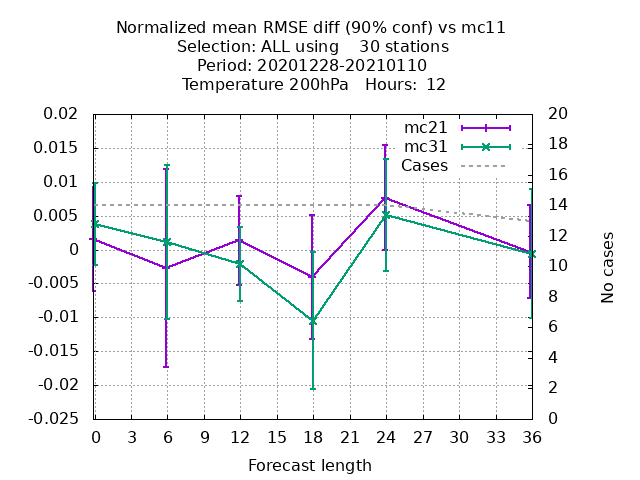 Normalized mean RMSE diff (90% conf) vs mc11
Selection: ALL using    30 stations
Period: 20201228-20210110
Temperature 200hPa   Hours:  12
mc21
mc31
Cases
0.02
0.015
0.01
0.005
0
-0.005
-0.01
-0.015
-0.02
-0.025
20
18
16
14
12
10
8
6
4
2
0
No cases
0 3 6 9 12 15 18 21 24 27 30 33 36
Forecast length